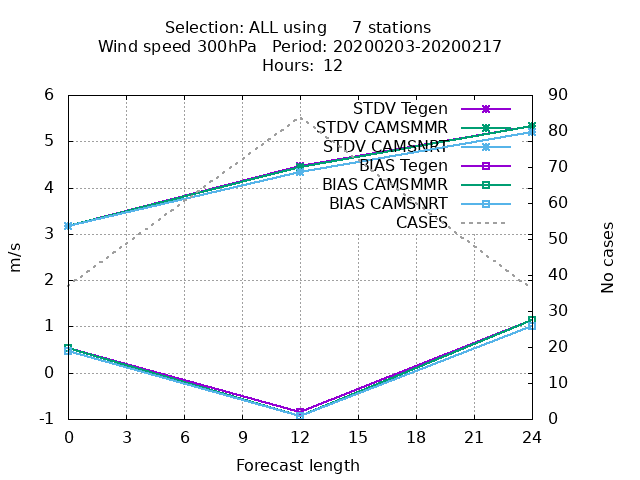 Selection: ALL using     7 stations
Wind speed 300hPa   Period: 20200203-20200217
Hours: 12
6
5
4
3
2
1
0
-1
m/s
90
80
70
60
50
40
30
20
10
0
No cases
STDV Tegen
STDV CAMSMMR
STDV CAMSNRT
BIAS Tegen
BIAS CAMSMMR
BIAS CAMSNRT
CASES
0 3 6 9 12 15 18 21 24
Forecast length